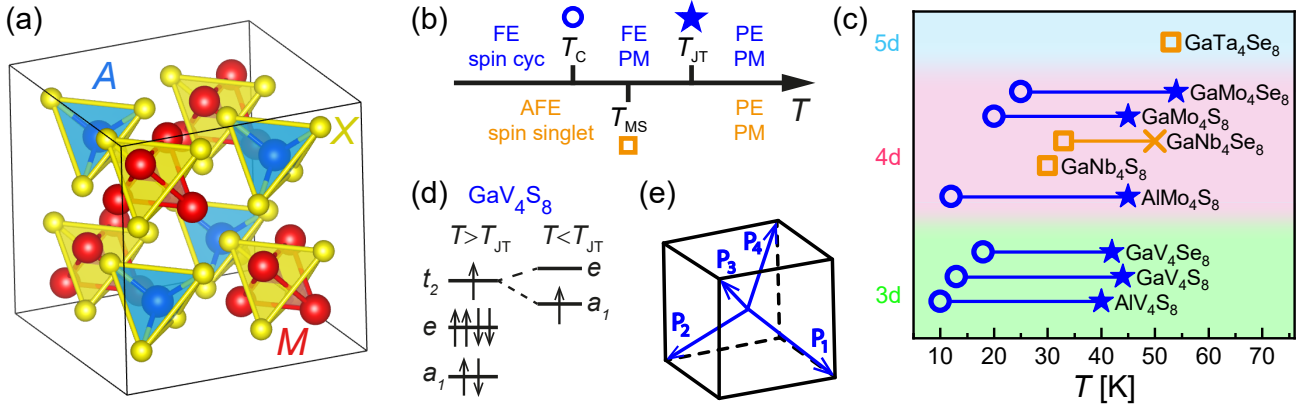 (a)
A
X
M
(b)
FE
spin cyc
T_C
FE
PM
T_JT
PE
PM
T
AFE
spin singlet
T_MS
PE
PM
(c)
5d
4d
3d
GaTa₄Se₈
GaMo₄Se₈
GaMo₄S₈
GaNb₄Se₈
GaNb₄S₈
AlMo₄S₈
GaV₄Se₈
GaV₄S₈
AlV₄S₈
10 20 30 40 50 60 70
T [K]
(d)
GaV₄S₈
T>T_JT T<T_JT
t₂
e
a₁
e
a₁
(e)
P₄
P₃
P₂
P₁